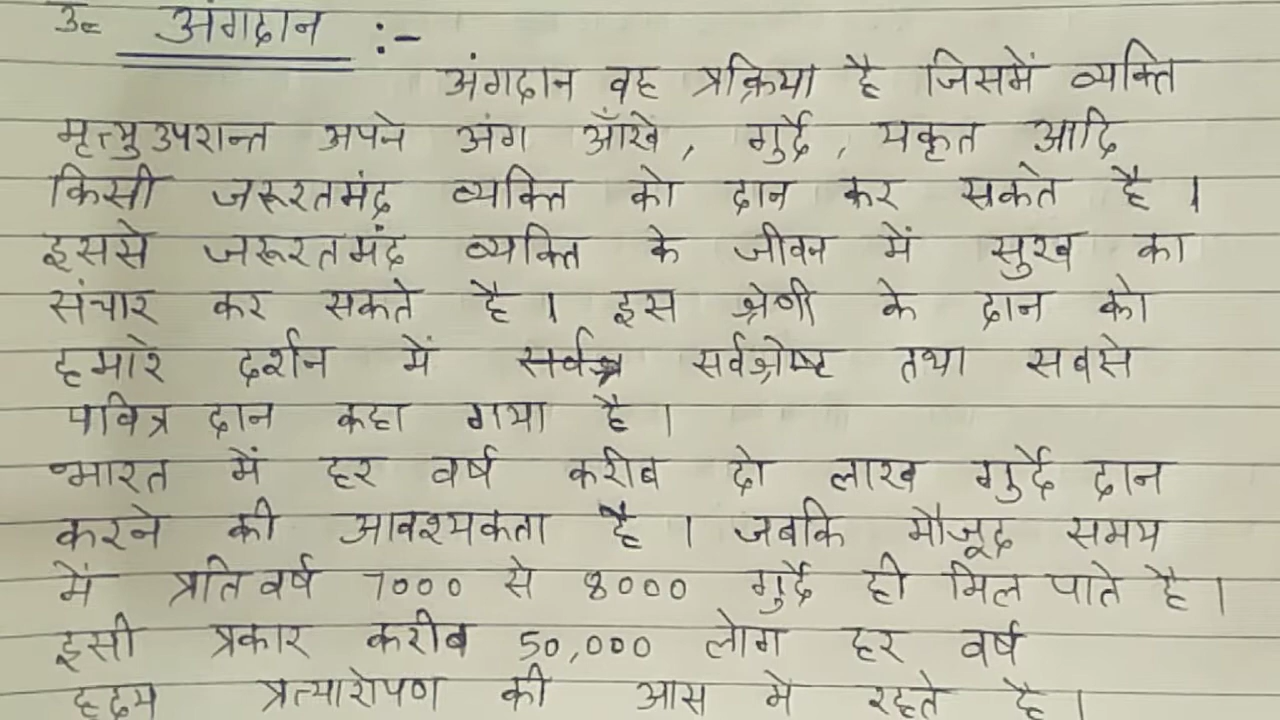 उ॰ अंगदान :-
अंगदान वह प्रक्रिया है जिसमें व्यक्ति
मृत्युउपरान्त अपने अंग आँखे, गुर्दे, यकृत आदि
किसी जरूरतमंद व्यक्ति को दान कर सकते है ।
इससे जरूरतमंद व्यक्ति के जीवन में सुख का
संचार कर सकते है । इस श्रेणी के दान को
हमारे दर्शन में सर्वश्र सर्वश्रेष्ट तथा सबसे
पवित्र दान कहा गया है ।
भारत में हर वर्ष करीब दो लाख गुर्दे दान
करने की आवश्यकता है । जबकि मौजूद समय
में प्रतिवर्ष 7000 से 8000 गुर्दे ही मिल पाते है ।
इसी प्रकार करीब 50,000 लोग हर वर्ष
हृदय प्रत्यारोपण की आस मे रहते है ।